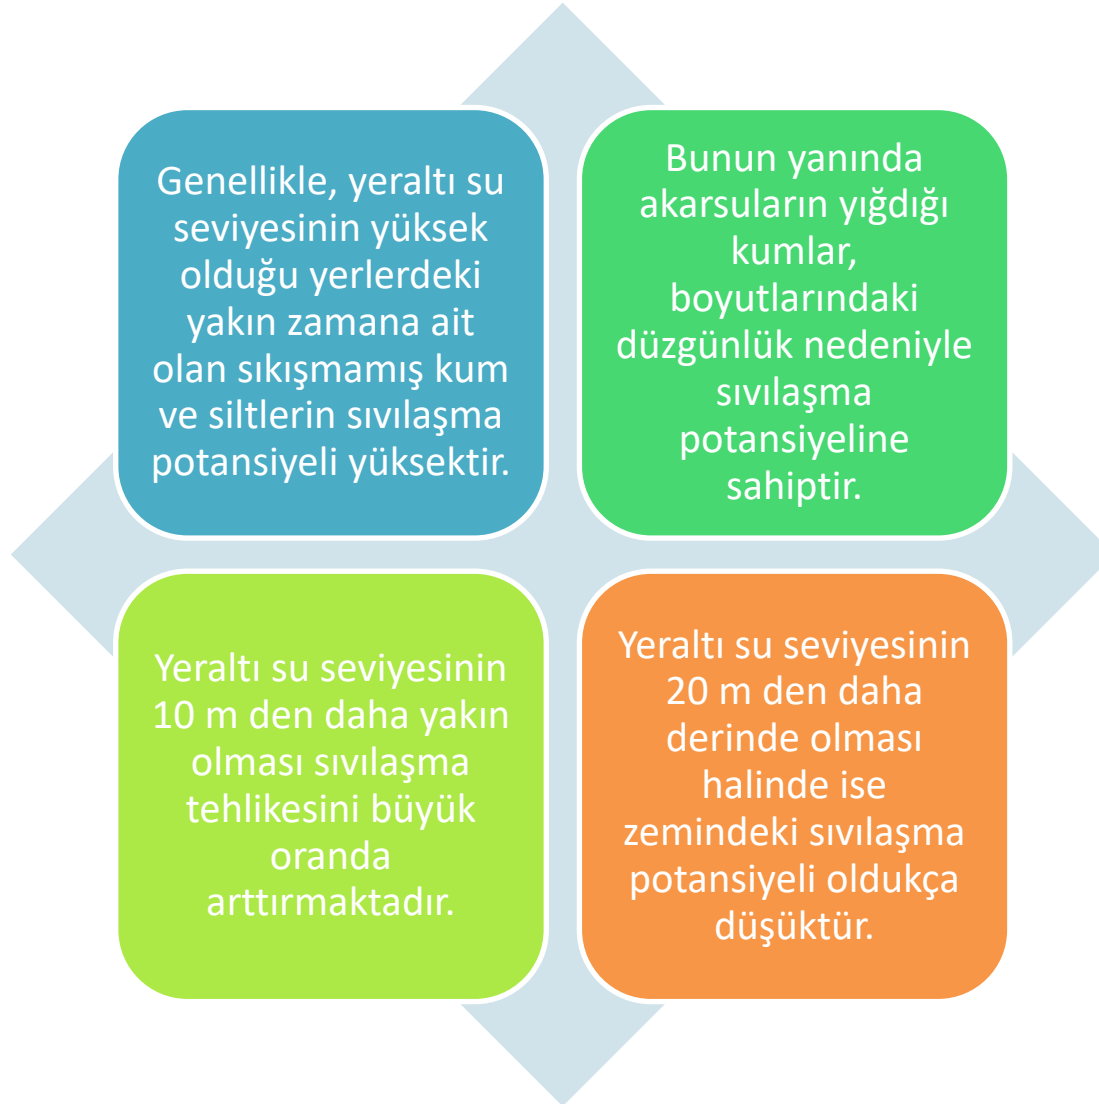 Genellikle, yeraltı su
seviyesinin yüksek
olduğu yerlerdeki
yakın zamana ait
olan sıkışmamış kum
ve siltlerin sıvılaşma
potansiyeli yüksektir.
Bunun yanında
akarsuların yığdığı
kumlar,
boyutlarındaki
düzgünlük nedeniyle
sıvılaşma
potansiyeline
sahiptir.
Yeraltı su seviyesinin
10 m den daha yakın
olması sıvılaşma
tehlikesini büyük
oranda
arttırmaktadır.
Yeraltı su seviyesinin
20 m den daha
derinde olması
halinde ise
zemindeki sıvılaşma
potansiyeli oldukça
düşüktür.